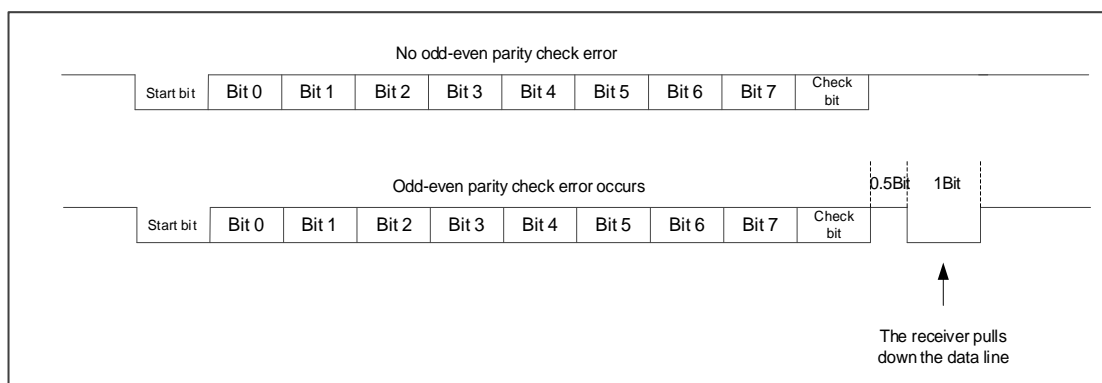 No odd-even parity check error
Start bit Bit 0 Bit 1 Bit 2 Bit 3 Bit 4 Bit 5 Bit 6 Bit 7 Check
bit
Odd-even parity check error occurs
0.5Bit 1Bit
Start bit Bit 0 Bit 1 Bit 2 Bit 3 Bit 4 Bit 5 Bit 6 Bit 7 Check
bit
The receiver pulls
down the data line